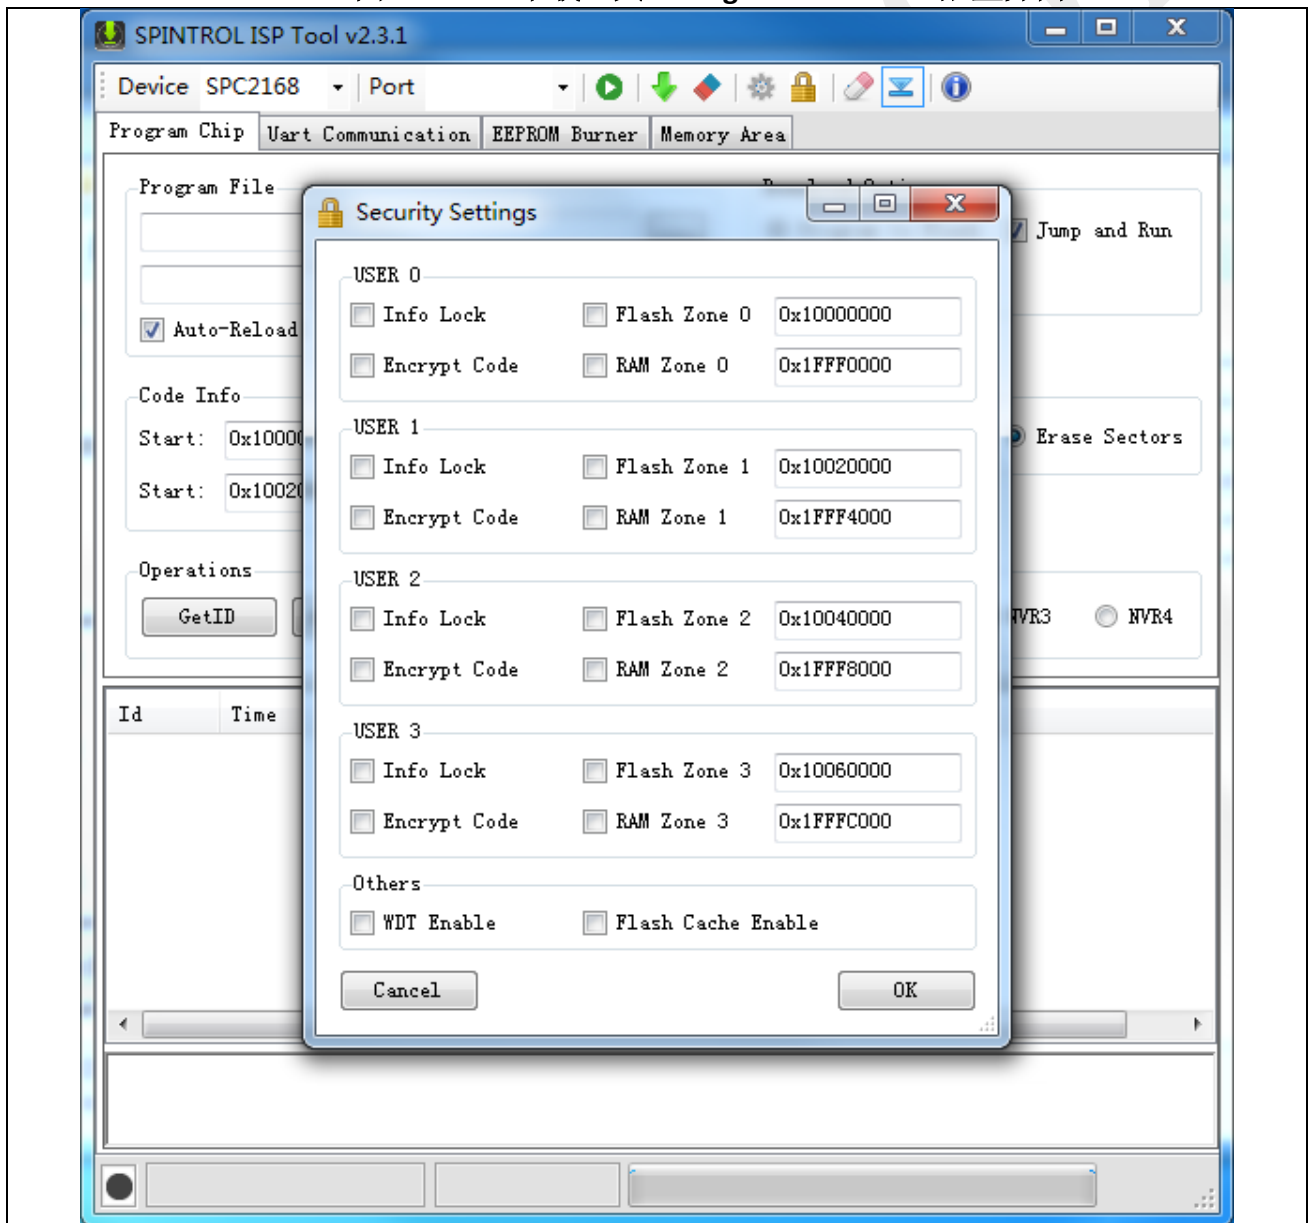 SPINTROL ISP Tool v2.3.1
Device SPC2168 Port
Program Chip Uart Communication EEPROM Burner Memory Area
Program File
Security Settings
Jump and Run
USER 0
Info Lock Flash Zone 0 0x10000000
Auto-Reload
Encrypt Code RAM Zone 0 0x1FFF0000
Code Info
USER 1
Start: 0x1000 Erase Sectors
Info Lock Flash Zone 1 0x10020000
Start: 0x1002
Encrypt Code RAM Zone 1 0x1FFF4000
Operations
USER 2
GetID Info Lock Flash Zone 2 0x10040000 NVR3 NVR4
Encrypt Code RAM Zone 2 0x1FFF8000
Id Time
USER 3
Info Lock Flash Zone 3 0x10060000
Encrypt Code RAM Zone 3 0x1FFFC000
Others
WDT Enable Flash Cache Enable
Cancel OK